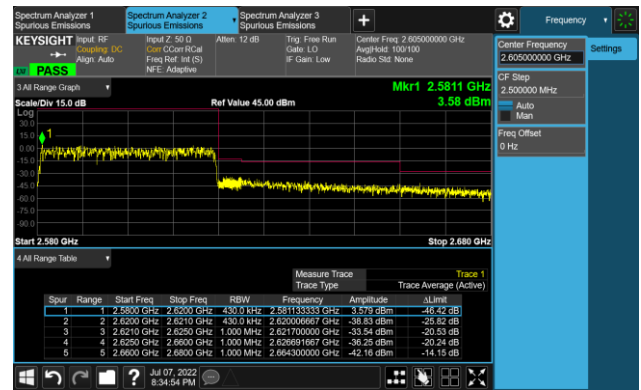 Spectrum Analyzer 1
Spurious Emissions
Spectrum Analyzer 2
Spurious Emissions
Spectrum Analyzer 3
Spurious Emissions
Frequency
KEYSIGHT
Input: RF
Coupling: DC
Align: Auto
Input Z: 50 Ω
Corr CCorr RCal
Freq Ref: Int (S)
NFE: Adaptive
Atten: 12 dB
Trig: Free Run
Gate: LO
IF Gain: Low
Center Freq: 2.605000000 GHz
Avg|Hold: 100/100
Radio Std: None
PASS
Center Frequency
2.605000000 GHz
Settings
CF Step
2.500000 MHz
Auto
Man
Freq Offset
0 Hz
3 All Range Graph
Mkr1 2.5811 GHz
3.58 dBm
Scale/Div 15.0 dB
Ref Value 45.00 dBm
Log
30.0
15.0
0.00
-15.0
-30.0
-45.0
-60.0
-75.0
-90.0
1
Start 2.580 GHz
Stop 2.680 GHz
4 All Range Table
Measure Trace Trace 1
Trace Type Trace Average (Active)
Spur Range Start Freq Stop Freq RBW Frequency Amplitude ΔLimit
1 1 2.5800 GHz 2.6200 GHz 430.0 kHz 2.581133333 GHz 3.579 dBm -46.42 dB
2 2 2.6200 GHz 2.6210 GHz 430.0 kHz 2.620006667 GHz -38.83 dBm -25.82 dB
3 3 2.6210 GHz 2.6250 GHz 1.000 MHz 2.621700000 GHz -33.54 dBm -20.53 dB
4 4 2.6250 GHz 2.6600 GHz 1.000 MHz 2.626691667 GHz -36.25 dBm -20.24 dB
5 5 2.6600 GHz 2.6800 GHz 1.000 MHz 2.664300000 GHz -42.16 dBm -14.15 dB
Jul 07, 2022
8:34:54 PM